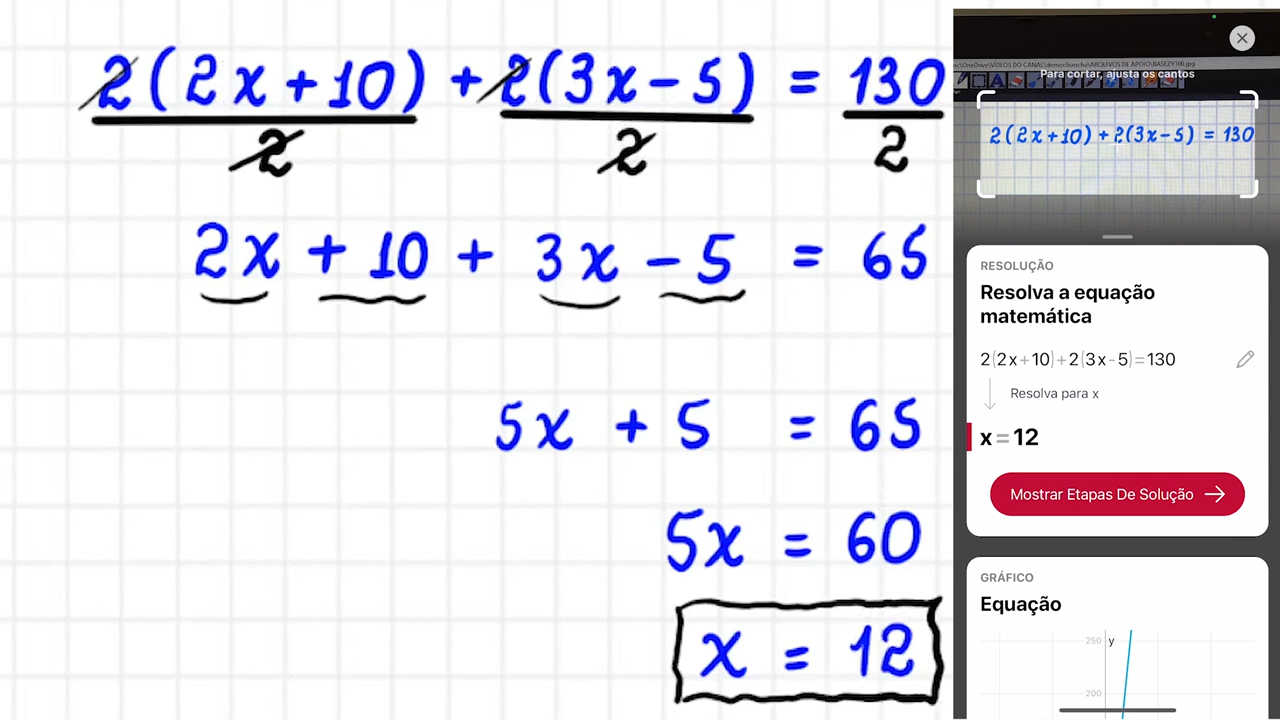 2(2x+10) + 2(3x-5) = 130
2 2 2
2x + 10 + 3x - 5 = 65
5x + 5 = 65
5x = 60
x = 12
Para cortar, ajusta os cantos
2(2x+10)+2(3x-5) = 130
RESOLUÇÃO
Resolva a equação
matemática
2(2x+10)+2(3x-5)=130
Resolva para x
x=12
Mostrar Etapas De Solução →
GRÁFICO
Equação
250 y
200